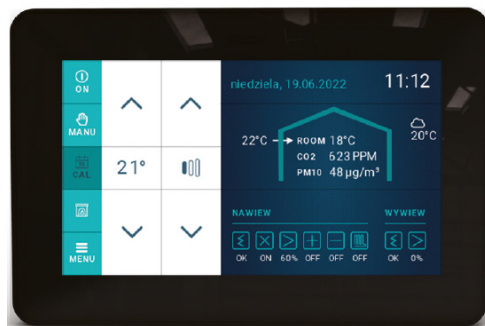 ON
MANU
CAL
MENU
21°
niedziela, 19.06.2022
11:12
20°C
22°C
ROOM 18°C
CO2 623 PPM
PM10 48 µg/m³
NAWIEW
OK ON 60% OFF OFF OFF
WYWIEW
OK 0%